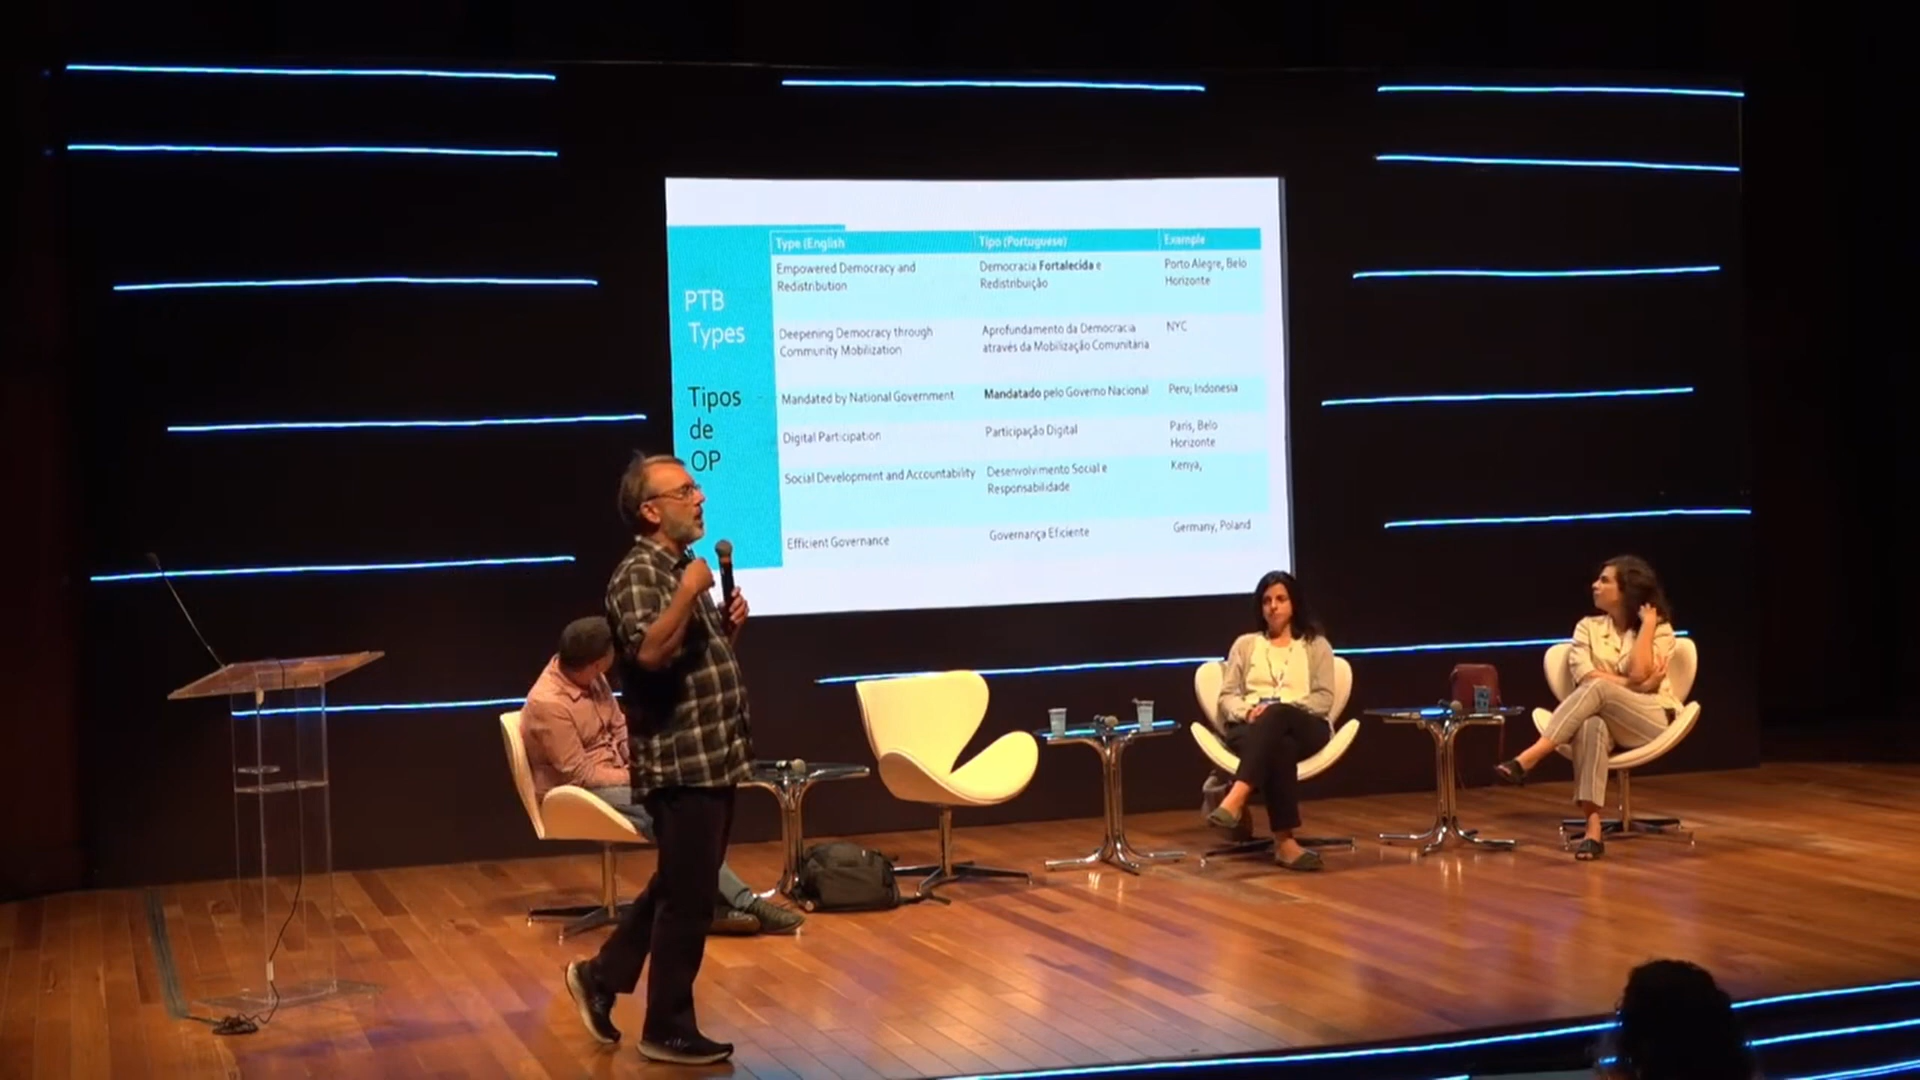 PTB
Types
Tipos
de
OP
Type (English
Tipo (Portuguese)
Example
Empowered Democracy and
Redistribution
Democracia Fortalecida e
Redistribuição
Porto Alegre, Belo
Horizonte
Deepening Democracy through
Community Mobilization
Aprofundamento da Democracia
através da Mobilização Comunitária
NYC
Mandated by National Government
Mandatado pelo Governo Nacional
Peru, Indonesia
Digital Participation
Participação Digital
Paris, Belo
Horizonte
Social Development and Accountability
Desenvolvimento Social e
Responsabilidade
Kenya,
Efficient Governance
Governança Eficiente
Germany, Poland